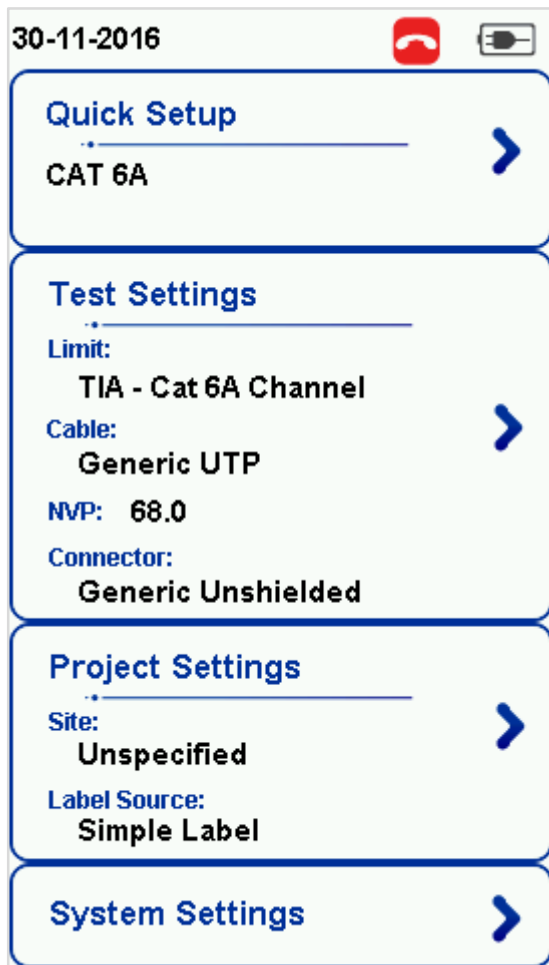 30-11-2016
Quick Setup
CAT 6A
Test Settings
Limit:
TIA - Cat 6A Channel
Cable:
Generic UTP
NVP: 68.0
Connector:
Generic Unshielded
Project Settings
Site:
Unspecified
Label Source:
Simple Label
System Settings